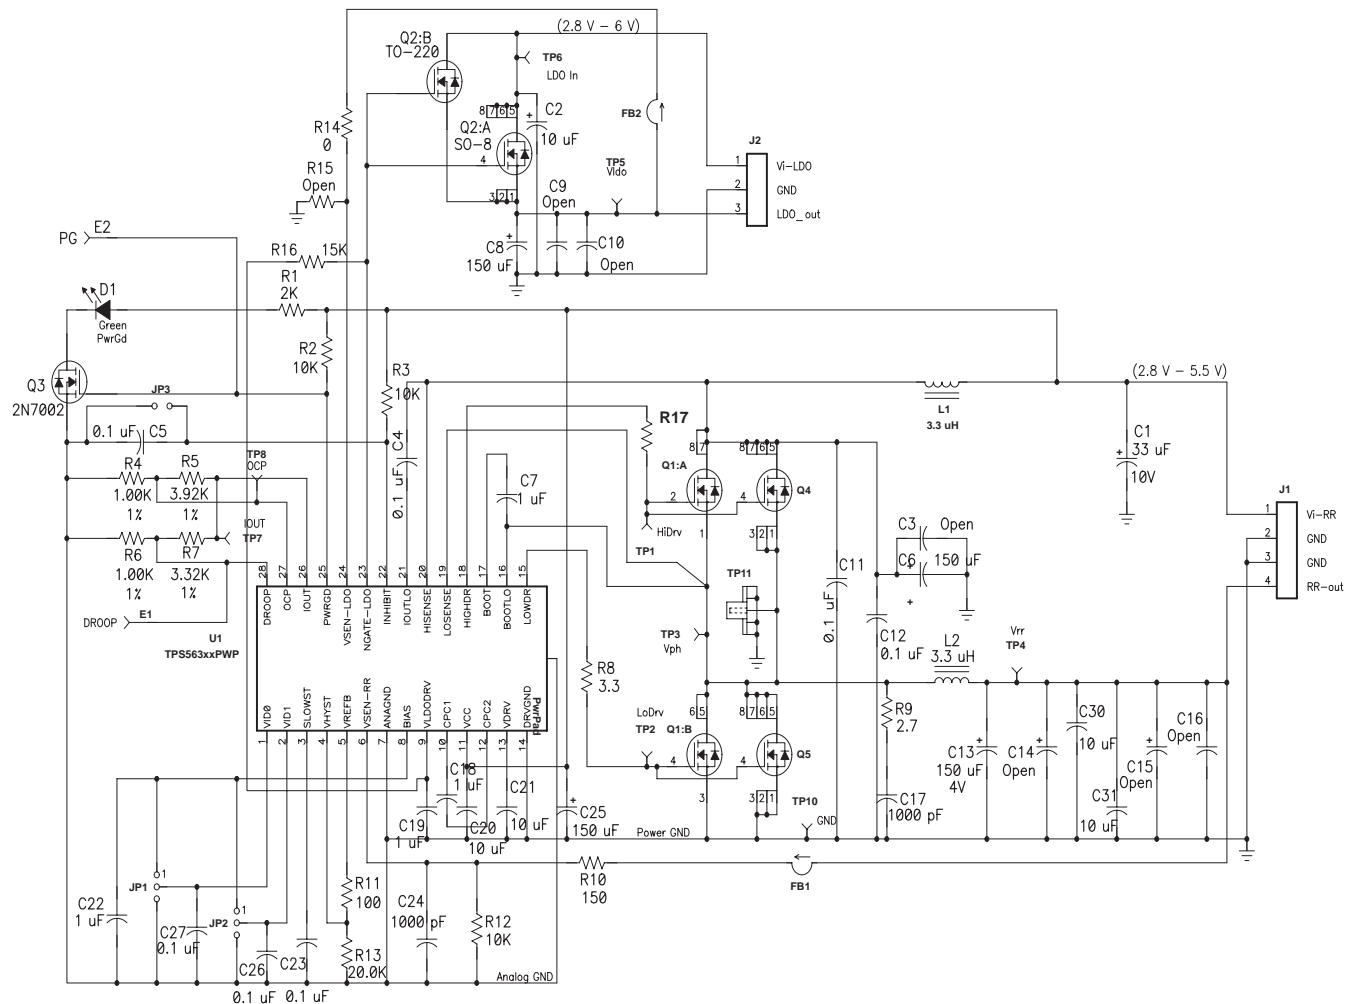 (2.8 V – 6 V)
Q2:B
TO–220
TP6
LDO In
8 7 6 5
C2
10 uF
+
FB2
R14
0
Q2:A
SO–8
4
3 2 1
J2
1 Vi–LDO
2 GND
3 LDO_out
R15
Open
TP5
Vldo
C9
Open
PG
E2
R16 15K
+
C8
150 uF
C10
Open
R1
2K
D1
Green
PwrGd
R2
10K
R3
10K
Q3
2N7002
JP3
(2.8 V – 5.5 V)
L1
3.3 uH
0.1 uF C5
C4
0.1 uF
R17
C1
33 uF
10V
+
TP8
OCP
R4
1.00K
1%
R5
3.92K
1%
C7
1 uF
8 7
Q1:A
2
1
8 7 6 5
Q4
4
3 2 1
J1
1 Vi–RR
2 GND
3 GND
4 RR–out
IOUT
TP7
HiDrv
TP1
C3 Open
C6 150 uF
+
+
R6
1.00K
1%
R7
3.32K
1%
C11
0.1 uF
TP11
DROOP
E1
U1
TPS563xxPWP
28 27 26 25 24 23 22 21 20 19 18 17 16 15
DROOP
OCP
IOUT
PWRGD
VSEN–LDO
NGATE–LDO
INHIBIT
IOUTLO
HISENSE
LOSENSE
HIGHDR
BOOT
BOOTLO
LOWDR
C12
0.1 uF
TP3
Vph
L2
3.3 uH
Vrr
TP4
R8
3.3
VID0
VID1
SLOWST
VHYST
VREFB
VSEN–RR
ANAGND
BIAS
VLDODRV
CPC1
VCC
CPC2
VDRV
DRVGND
PwrPad
1 2 3 4 5 6 7 8 9 10 11 12 13 14
LoDrv
TP2
6 5
Q1:B
4
3
8 7 6 5
Q5
4
3 2 1
R9
2.7
+
C13
150 uF
4V
+
C14
Open
C30
10 uF
+
C15
Open
C16
Open
C31
10 uF
C18
1 uF
C21
10 uF
C19
1 uF
C20
10 uF
+
C25
150 uF
TP10
GND
C17
1000 pF
Power GND
JP1
1
JP2
1
R11
100
R10
150
FB1
C22
1 uF
C27
0.1 uF
C24
1000 pF
R12
10K
C26
0.1 uF
C23
0.1 uF
R13
20.0K
Analog GND